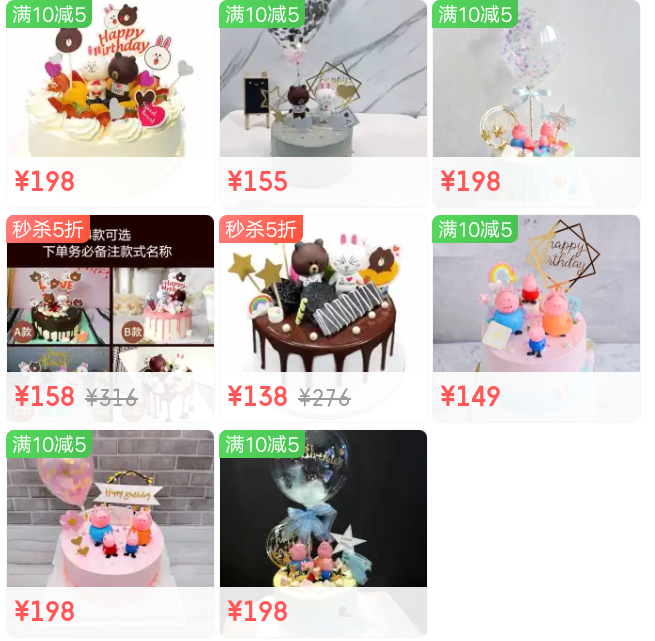 满10减5
Happy
Birthday
¥198
满10减5
¥155
满10减5
¥198
秒杀5折
款可选
下单务必备注款式名称
LOVE
A款
B款
¥158 ¥316
秒杀5折
¥138 ¥276
满10减5
happy
birthday
¥149
满10减5
Happy Birthday
¥198
满10减5
¥198